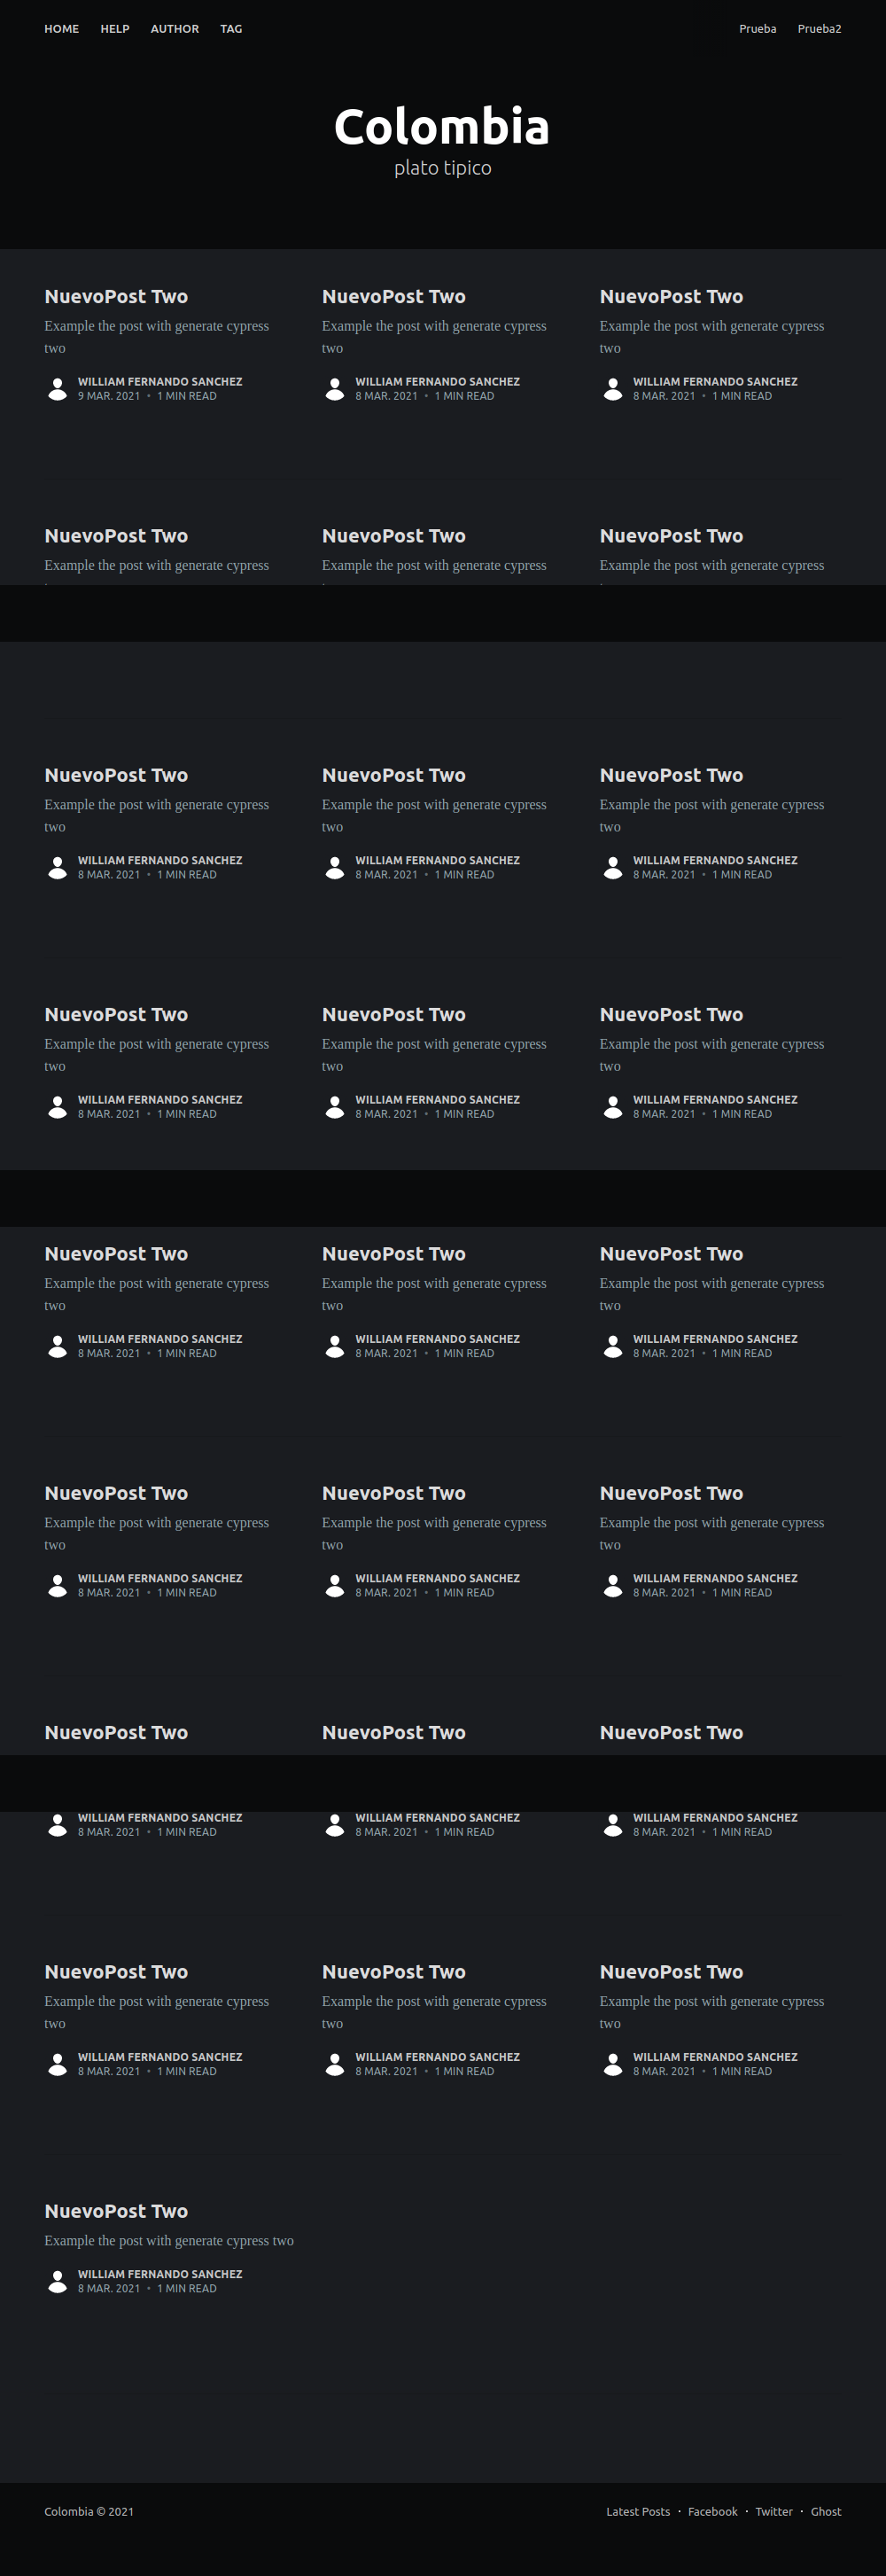 HOME HELP AUTHOR TAG Prueba Prueba2
Colombia
plato tipico
NuevoPost Two
Example the post with generate cypress
two
WILLIAM FERNANDO SANCHEZ
9 MAR. 2021 • 1 MIN READ
NuevoPost Two
Example the post with generate cypress
two
WILLIAM FERNANDO SANCHEZ
8 MAR. 2021 • 1 MIN READ
NuevoPost Two
Example the post with generate cypress
two
WILLIAM FERNANDO SANCHEZ
8 MAR. 2021 • 1 MIN READ
NuevoPost Two
Example the post with generate cypress
NuevoPost Two
Example the post with generate cypress
NuevoPost Two
Example the post with generate cypress
NuevoPost Two
Example the post with generate cypress
two
WILLIAM FERNANDO SANCHEZ
8 MAR. 2021 • 1 MIN READ
NuevoPost Two
Example the post with generate cypress
two
WILLIAM FERNANDO SANCHEZ
8 MAR. 2021 • 1 MIN READ
NuevoPost Two
Example the post with generate cypress
two
WILLIAM FERNANDO SANCHEZ
8 MAR. 2021 • 1 MIN READ
NuevoPost Two
Example the post with generate cypress
two
WILLIAM FERNANDO SANCHEZ
8 MAR. 2021 • 1 MIN READ
NuevoPost Two
Example the post with generate cypress
two
WILLIAM FERNANDO SANCHEZ
8 MAR. 2021 • 1 MIN READ
NuevoPost Two
Example the post with generate cypress
two
WILLIAM FERNANDO SANCHEZ
8 MAR. 2021 • 1 MIN READ
NuevoPost Two
Example the post with generate cypress
two
WILLIAM FERNANDO SANCHEZ
8 MAR. 2021 • 1 MIN READ
NuevoPost Two
Example the post with generate cypress
two
WILLIAM FERNANDO SANCHEZ
8 MAR. 2021 • 1 MIN READ
NuevoPost Two
Example the post with generate cypress
two
WILLIAM FERNANDO SANCHEZ
8 MAR. 2021 • 1 MIN READ
NuevoPost Two
Example the post with generate cypress
two
WILLIAM FERNANDO SANCHEZ
8 MAR. 2021 • 1 MIN READ
NuevoPost Two
Example the post with generate cypress
two
WILLIAM FERNANDO SANCHEZ
8 MAR. 2021 • 1 MIN READ
NuevoPost Two
Example the post with generate cypress
two
WILLIAM FERNANDO SANCHEZ
8 MAR. 2021 • 1 MIN READ
NuevoPost Two
WILLIAM FERNANDO SANCHEZ
8 MAR. 2021 • 1 MIN READ
NuevoPost Two
WILLIAM FERNANDO SANCHEZ
8 MAR. 2021 • 1 MIN READ
NuevoPost Two
WILLIAM FERNANDO SANCHEZ
8 MAR. 2021 • 1 MIN READ
NuevoPost Two
Example the post with generate cypress
two
WILLIAM FERNANDO SANCHEZ
8 MAR. 2021 • 1 MIN READ
NuevoPost Two
Example the post with generate cypress
two
WILLIAM FERNANDO SANCHEZ
8 MAR. 2021 • 1 MIN READ
NuevoPost Two
Example the post with generate cypress
two
WILLIAM FERNANDO SANCHEZ
8 MAR. 2021 • 1 MIN READ
NuevoPost Two
Example the post with generate cypress two
WILLIAM FERNANDO SANCHEZ
8 MAR. 2021 • 1 MIN READ
Colombia © 2021 Latest Posts • Facebook • Twitter • Ghost